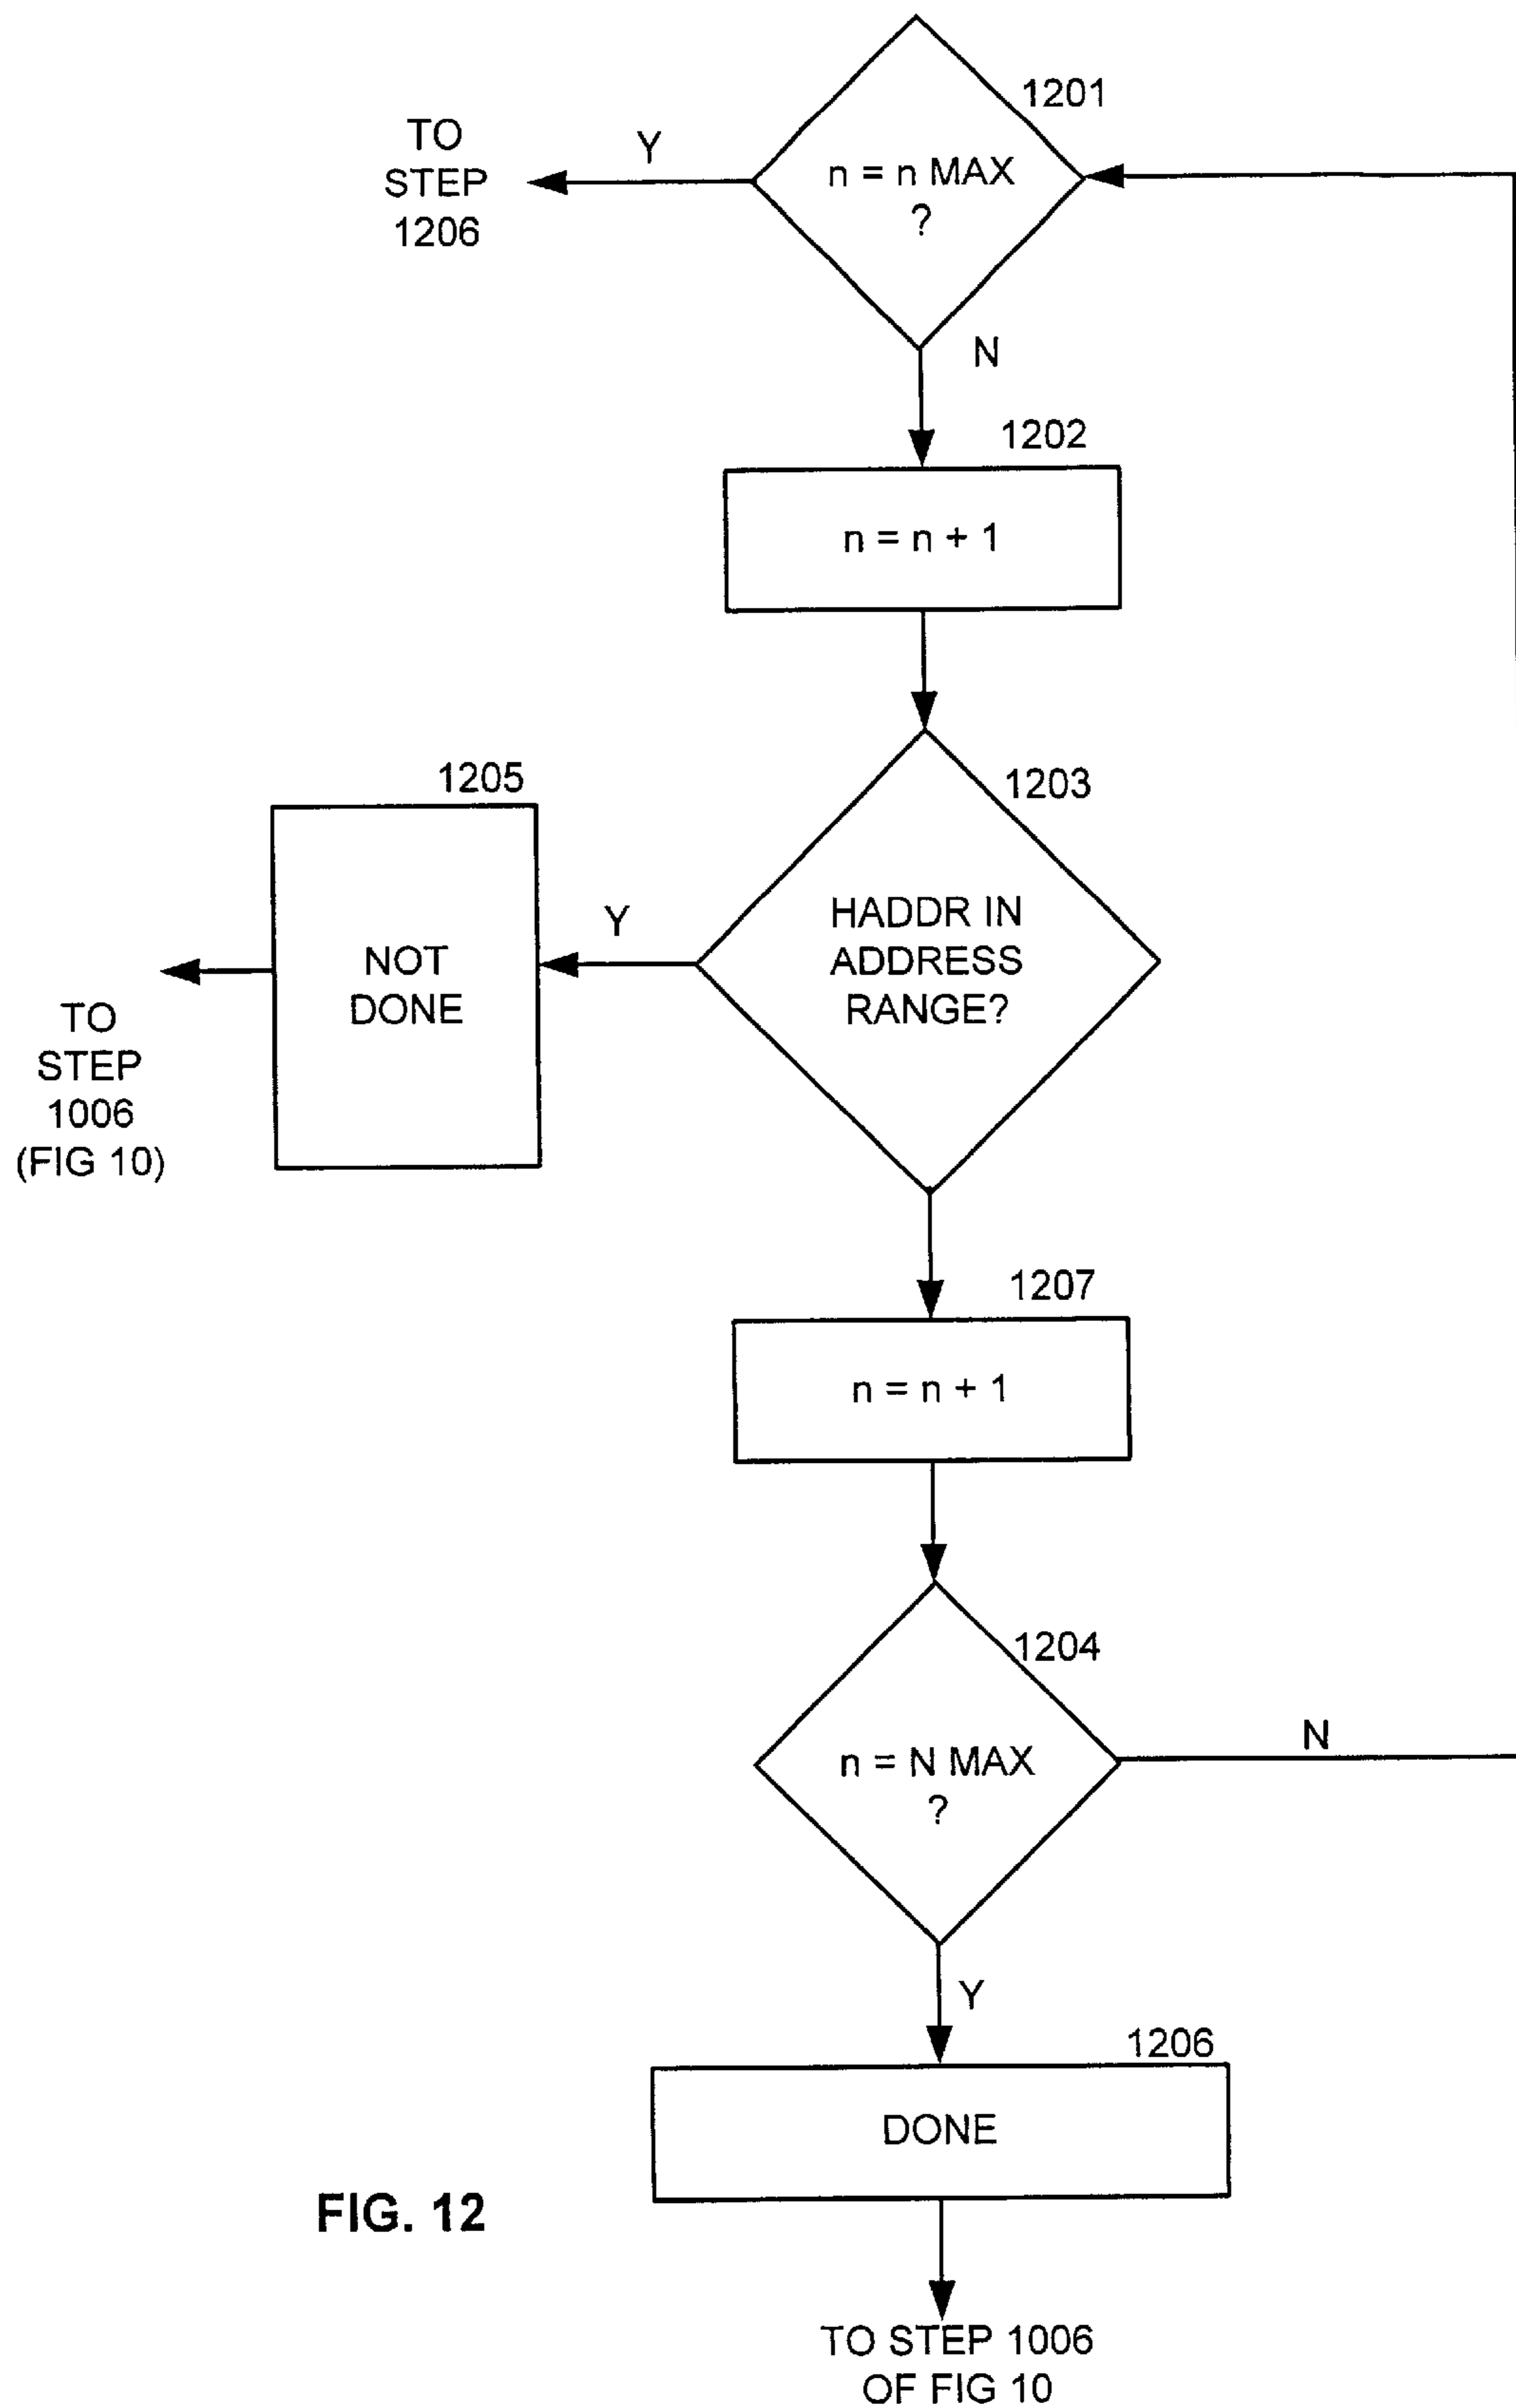 1201
TO
STEP
1206
Y
n = n MAX
?
N
1202
n = n + 1
1205
1203
NOT
DONE
Y
HADDR IN
ADDRESS
RANGE?
TO
STEP
1006
(FIG 10)
1207
n = n + 1
1204
n = N MAX
?
N
Y
1206
DONE
FIG. 12
TO STEP 1006
OF FIG 10